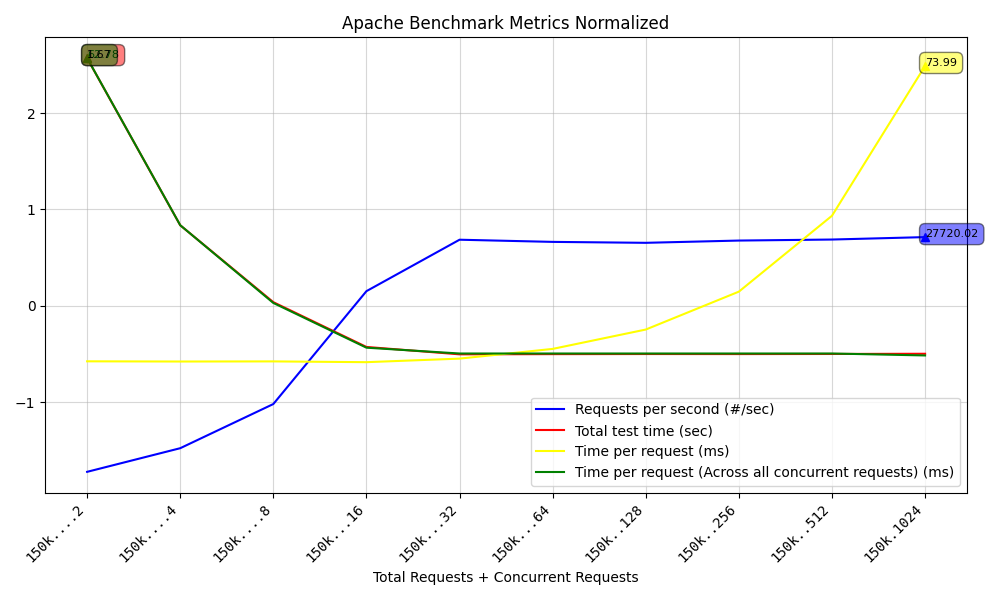 Apache Benchmark Metrics Normalized
73.99
27720.02
2
1
0
−1
Requests per second (#/sec)
Total test time (sec)
Time per request (ms)
Time per request (Across all concurrent requests) (ms)
150k....2
150k....4
150k....8
150k...16
150k...32
150k...64
150k..128
150k..256
150k..512
150k.1024
Total Requests + Concurrent Requests